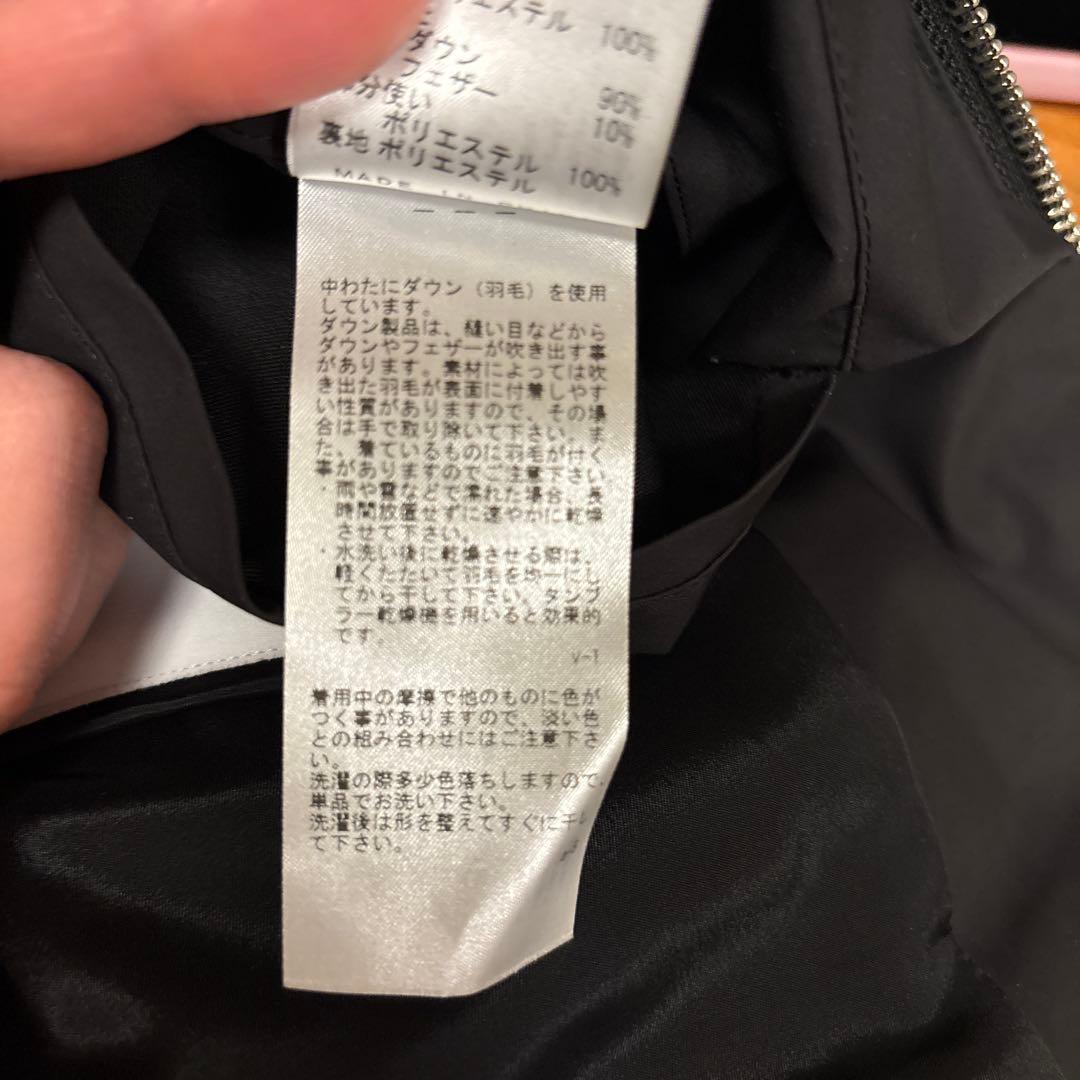 リエステル 100%
ダウン 90%
フェザー 10%
分使い
ポリエステル 100%
裏地 ポリエステル
MADE IN
中わたにダウン（羽毛）を使用
しています。
ダウン製品は、縫い目などから
ダウンやフェザーが吹き出す事
があります。素材によっては吹
き出た羽毛が表面に付着しやす
い性質がありますので、その場
合は手で取り除いて下さい。ま
た、着ているものに羽毛が付く
事がありますのでご注意下さい
・雨や雪などで濡れた場合、長
時間放置せずに速やかに乾燥
させて下さい。
・水洗い後に乾燥させる際は、
軽くたたいて羽毛を均一にし
てから干して下さい。タンブ
ラー乾燥機を用いると効果的
です。
V-1
着用中の摩擦で他のものに色が
つく事がありますので、淡い色
との組み合わせにはご注意下さ
い。
洗濯の際多少色落ちしますので、
単品でお洗い下さい。
洗濯後は形を整えてすぐに干し
て下さい。